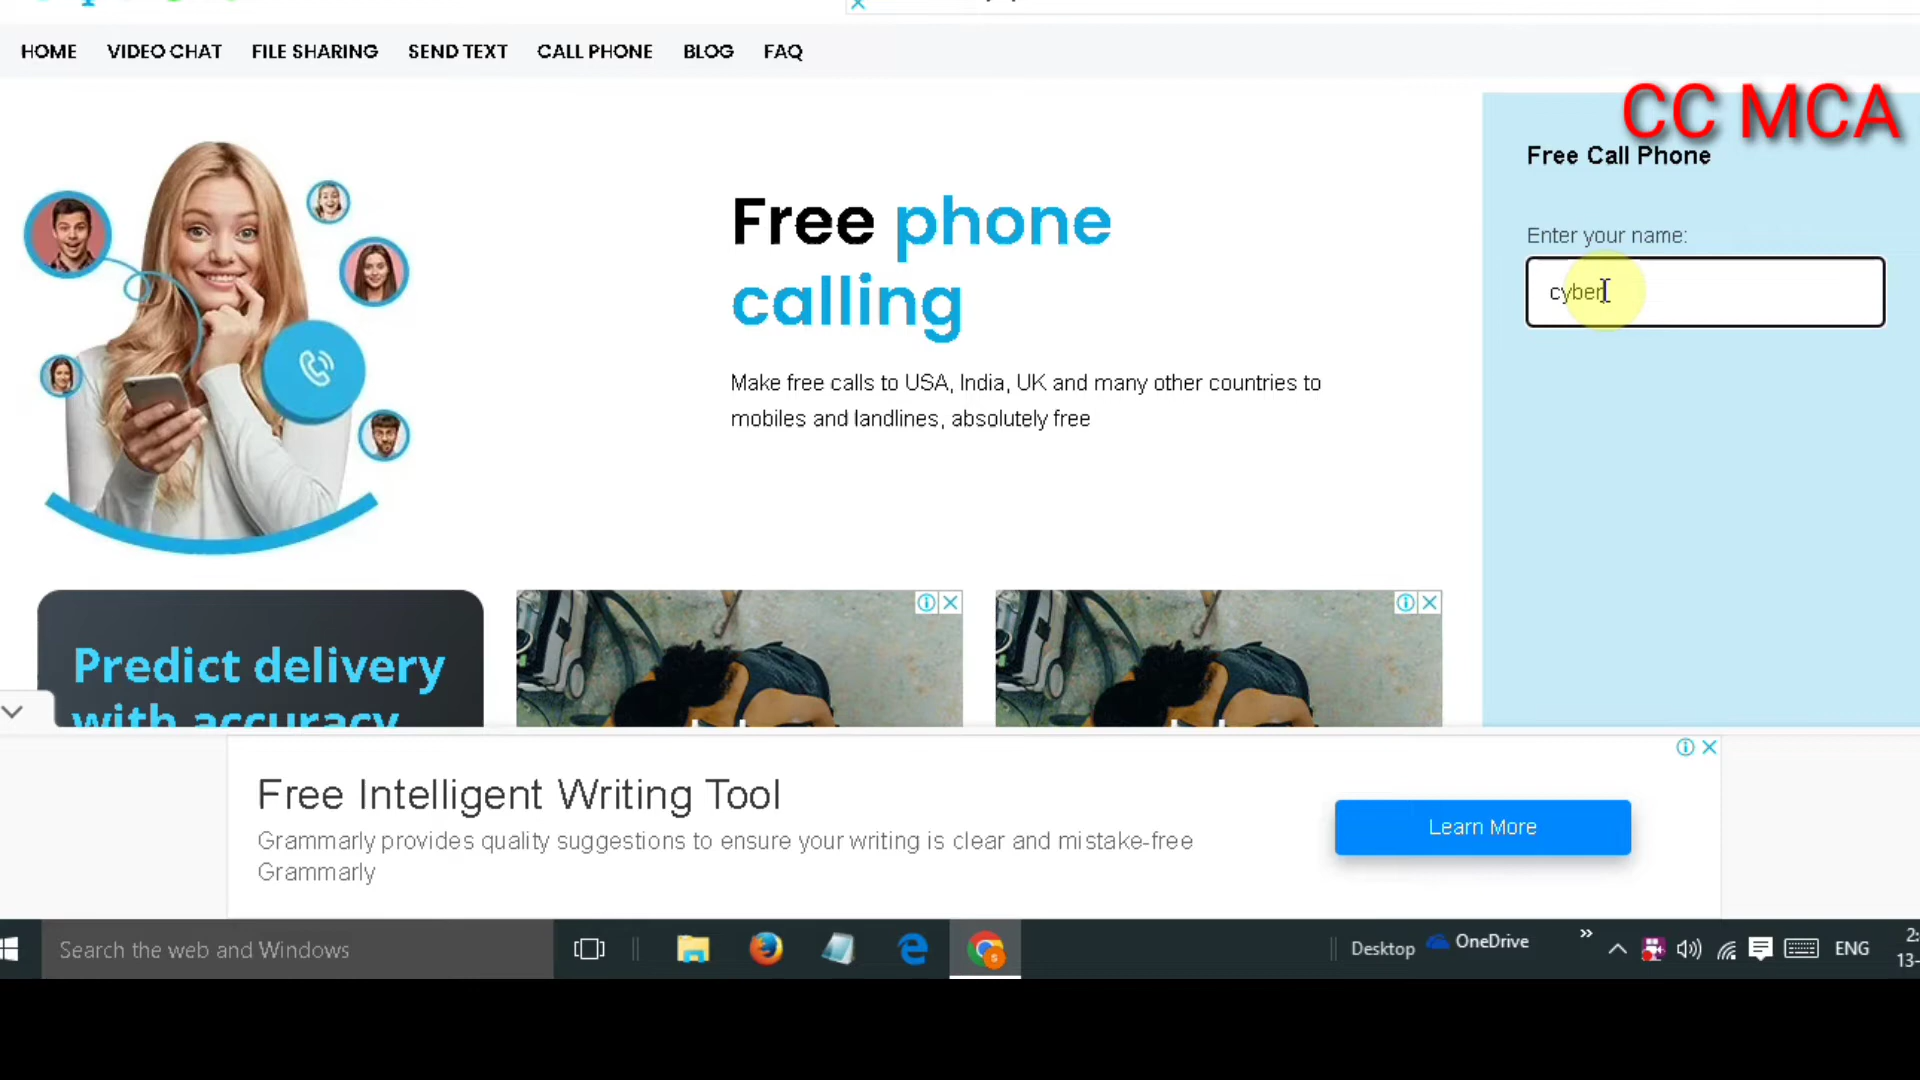 HOME VIDEO CHAT FILE SHARING SEND TEXT CALL PHONE BLOG FAQ
CC MCA
Free Call Phone
Enter your name:
cyber
Free phone
calling
Make free calls to USA, India, UK and many other countries to
mobiles and landlines, absolutely free
Predict delivery
with accuracy
Free Intelligent Writing Tool
Grammarly provides quality suggestions to ensure your writing is clear and mistake-free
Grammarly
Learn More
Search the web and Windows
Desktop
OneDrive
ENG